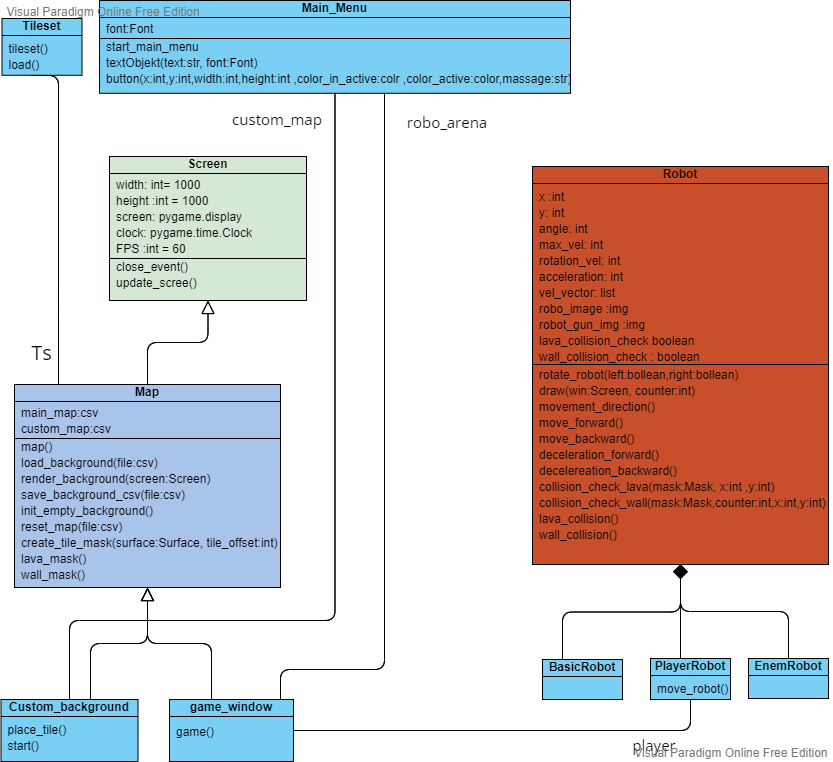 Visual Paradigm Online Free Edition
Tileset
tileset()
load()
Main_Menu
font:Font
start_main_menu
textObjekt(text:str, font:Font)
button(x:int,y:int,width:int,height:int ,color_in_active:colr ,color_active:color,massage:str)
custom_map
robo_arena
Screen
width: int= 1000
height :int = 1000
screen: pygame.display
clock: pygame.time.Clock
FPS :int = 60
close_event()
update_scree()
Robot
x :int
y: int
angle: int
max_vel: int
rotation_vel: int
acceleration: int
vel_vector: list
robo_image :img
robot_gun_img :img
lava_collision_check boolean
wall_collision_check : boolean
rotate_robot(left:bollean,right:bollean)
draw(win:Screen, counter:int)
movement_direction()
move_forward()
move_backward()
deceleration_forward()
decelereation_backward()
collision_check_lava(mask:Mask, x:int ,y:int)
collision_check_wall(mask:Mask,counter:int,x:int,y:int)
lava_collision()
wall_collision()
Ts
Map
main_map:csv
custom_map:csv
map()
load_background(file:csv)
render_background(screen:Screen)
save_background_csv(file:csv)
init_empty_background()
reset_map(file:csv)
create_tile_mask(surface:Surface, tile_offset:int)
lava_mask()
wall_mask()
BasicRobot
PlayerRobot
move_robot()
EnemRobot
Custom_background
place_tile()
start()
game_window
game()
player
Visual Paradigm Online Free Edition